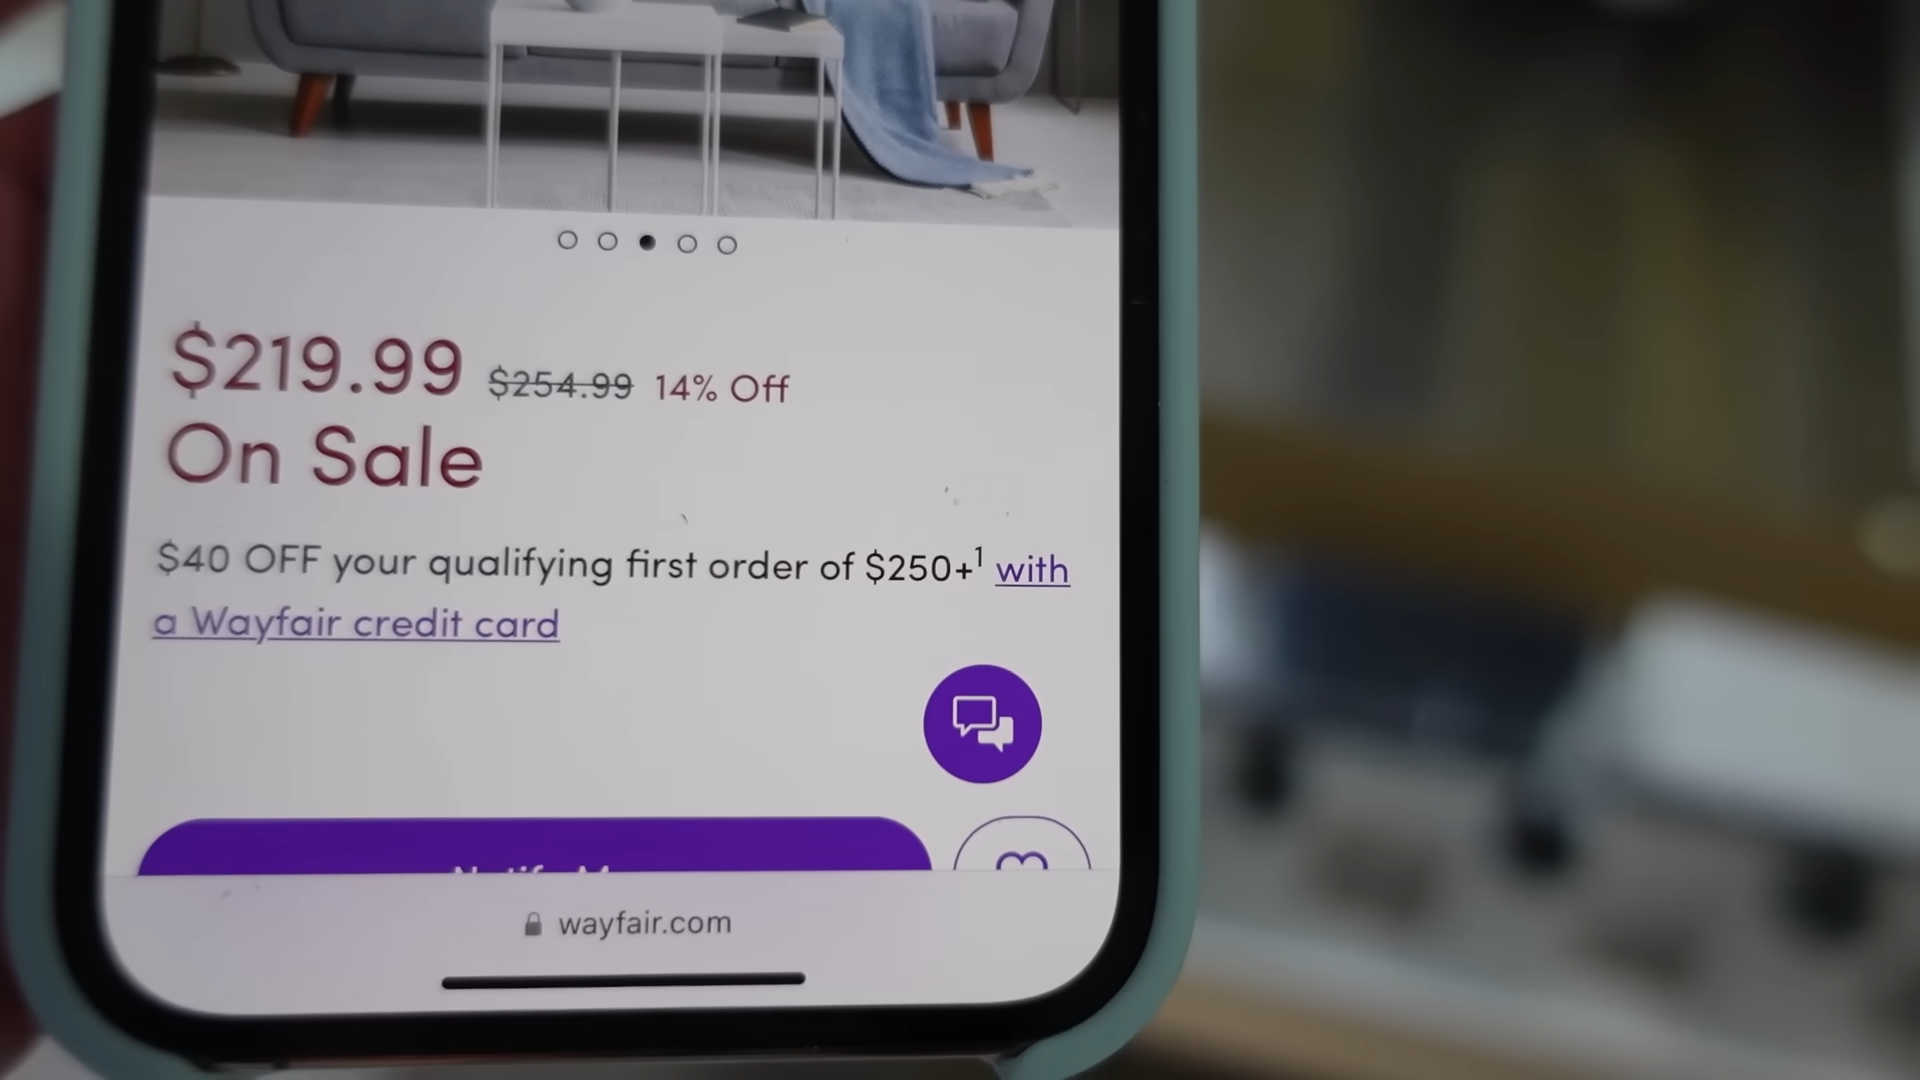 $219.99 $254.99 14% Off
On Sale
$40 OFF your qualifying first order of $250+¹ with
a Wayfair credit card
wayfair.com